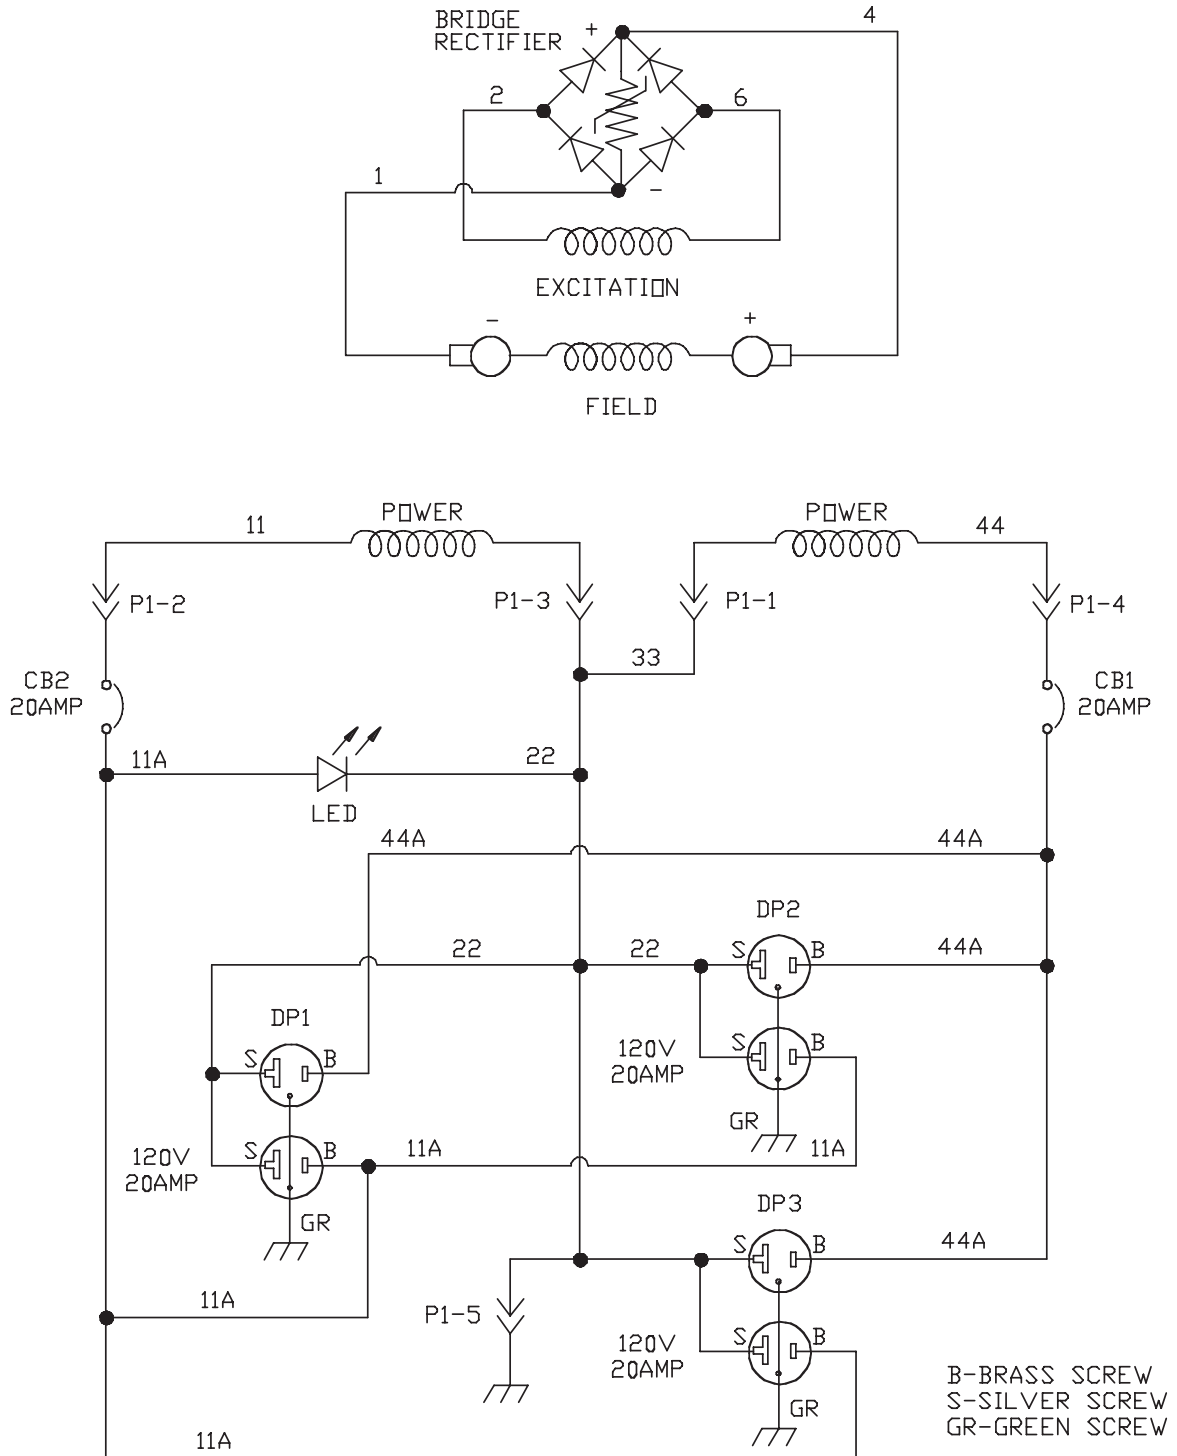 BRIDGE
RECTIFIER
+
4
2
6
1
-
EXCITATION
-
+
FIELD
11
POWER
POWER
44
P1-2
P1-3
P1-1
P1-4
33
CB2
20AMP
CB1
20AMP
11A
22
LED
44A
44A
DP2
22
22
S
B
44A
DP1
S
B
120V
20AMP
S
B
GR
11A
120V
20AMP
S
B
11A
GR
DP3
S
B
44A
11A
P1-5
120V
20AMP
S
B
GR
B-BRASS SCREW
S-SILVER SCREW
GR-GREEN SCREW
11A